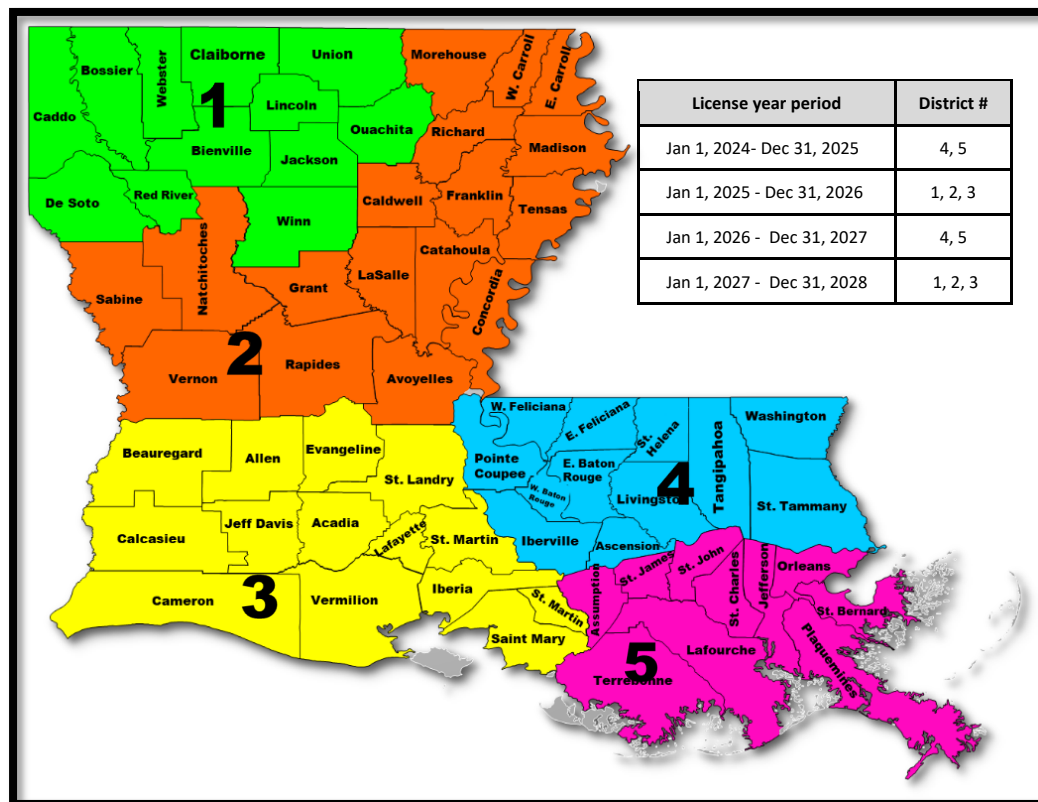 License year period District #
Jan 1, 2024- Dec 31, 2025 4, 5
Jan 1, 2025 - Dec 31, 2026 1, 2, 3
Jan 1, 2026 - Dec 31, 2027 4, 5
Jan 1, 2027 - Dec 31, 2028 1, 2, 3
1
Caddo
Bossier
Webster
Claiborne
Union
Lincoln
Ouachita
Bienville
Jackson
De Soto
Red River
Winn
2
Morehouse
W. Carroll
E. Carroll
Richard
Madison
Caldwell
Franklin
Tensas
Catahoula
LaSalle
Concordia
Natchitoches
Sabine
Grant
Vernon
Rapides
Avoyelles
3
Beauregard
Allen
Evangeline
St. Landry
Calcasieu
Jeff Davis
Acadia
Lafayette
St. Martin
Cameron
Vermilion
Iberia
St. Martin
Saint Mary
4
W. Feliciana
E. Feliciana
St.
Helena
Tangipahoa
Washington
Pointe
Coupee
E. Baton
Rouge
W. Baton
Rouge
Livingston
St. Tammany
Iberville
Ascension
5
Assumption
St. James
St. John
St. Charles
Jefferson
Orleans
St. Bernard
Plaquemines
Lafourche
Terrebonne